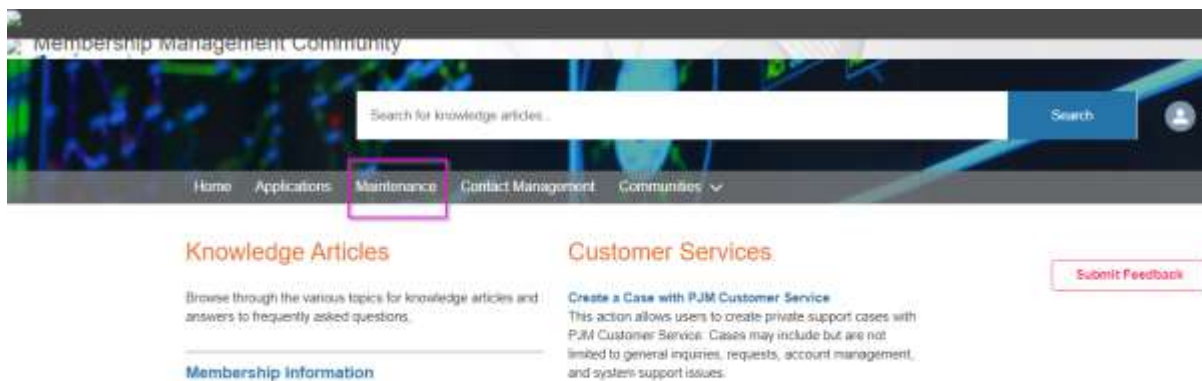 Membership Management Community
Search for knowledge articles...
Search
Home Applications Maintenance Contact Management Communities
Knowledge Articles
Browse through the various topics for knowledge articles and
answers to frequently asked questions.
Membership Information
Customer Services
Create a Case with PJM Customer Service
This action allows users to create private support cases with
PJM Customer Service. Cases may include but are not
limited to general inquiries, requests, account management,
and system support issues.
Submit Feedback